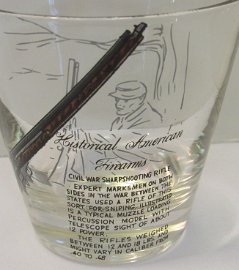 Historical American
Firearms
CIVIL WAR SHARPSHOOTING RIFLE
EXPERT MARKSMEN ON BOTH
SIDES IN THE WAR BETWEEN THE
STATES USED A RIFLE OF THIS
SORT FOR SNIPING. ILLUSTRATED
IS A TYPICAL MUZZLE LOADING
PERCUSSION MODEL WITH
TELESCOPE SIGHT OF ABOUT
12 POWER.
THE RIFLES WEIGHED
BETWEEN 12 AND 18 LBS.
MIGHT VARY IN CALIBER FROM
.40 TO .48